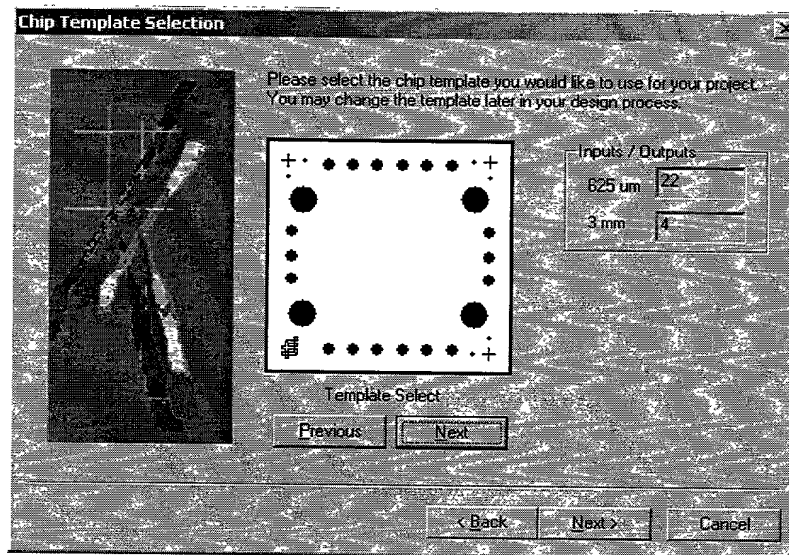 Chip Template Selection
Please select the chip template you would like to use for your project.
You may change the template later in your design process.
Inputs / Outputs
625 um 22
3 mm 4
Template Select
Previous Next
< Back Next > Cancel